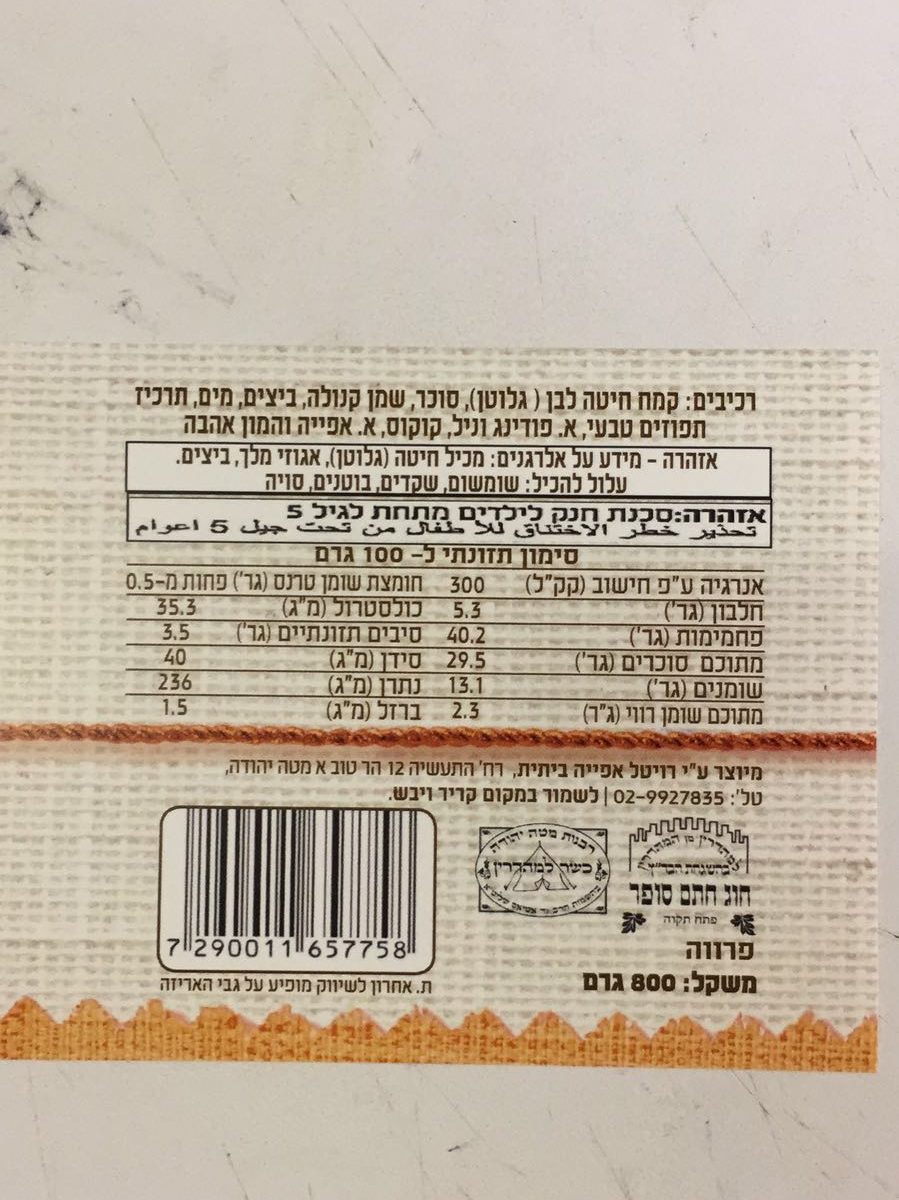 רכיבים: קמח חיטה לבן ( גלוטן), סוכר, שמן קנולה, ביצים, מים, תרכיז
תפוזים טבעי, א. פודינג וניל, קוקוס, א. אפייה והמון אהבה
אזהרה - מידע על אלרגנים: מכיל חיטה (גלוטן), אגוזי מלך, ביצים.
עלול להכיל: שומשום, שקדים, בוטנים, סויה
אזהרה:סכנת חנק לילדים מתחת לגיל 5
تحذير خطر الاختناق للا طفال من تحت جيل 5 اعوام
סימון תזונתי ל- 100 גרם
אנרגיה ע"פ חישוב (קק"ל) 300 חומצת שומן טרנס (גר') פחות מ-0.5
חלבון (גר') 5.3 כולסטרול (מ"ג) 35.3
פחמימות (גר') 40.2 סיבים תזונתיים (גר') 3.5
מתוכם סוכרים (גר') 29.5 סידן (מ"ג) 40
שומנים (גר') 13.1 נתרן (מ"ג) 236
מתוכם שומן רווי (ג"ר) 2.3 ברזל (מ"ג) 1.5
מיוצר ע"י רויטל אפייה ביתית, רח' התעשיה 12 הר טוב א מטה יהודה,
טל': 02-9927835 | לשמור במקום קריר ויבש.
למהדרין מן המהדרין
בהשגחת הבד"ץ
חוג חתם סופר
פתח תקוה
רבנות מטה יהודה
כשר למהדרין
פרווה
משקל: 800 גרם
7 290011 657758
ת. אחרון לשיווק מופיע על גבי האריזה